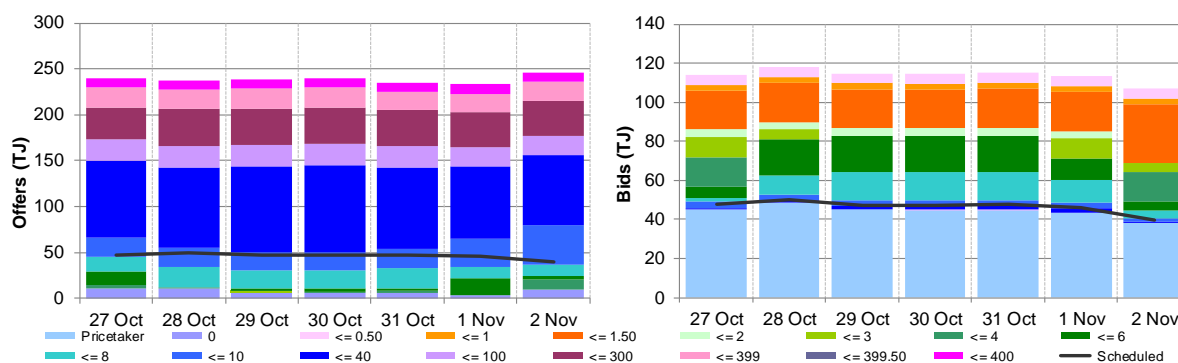 300
250
200
150
100
50
0
Offers (TJ)
27 Oct 28 Oct 29 Oct 30 Oct 31 Oct 1 Nov 2 Nov
140
120
100
80
60
40
20
0
Bids (TJ)
27 Oct 28 Oct 29 Oct 30 Oct 31 Oct 1 Nov 2 Nov
Pricetaker 0 <= 0.50 <= 1 <= 1.50 <= 2 <= 3 <= 4 <= 6
<= 8 <= 10 <= 40 <= 100 <= 300 <= 399 <= 399.50 <= 400 Scheduled